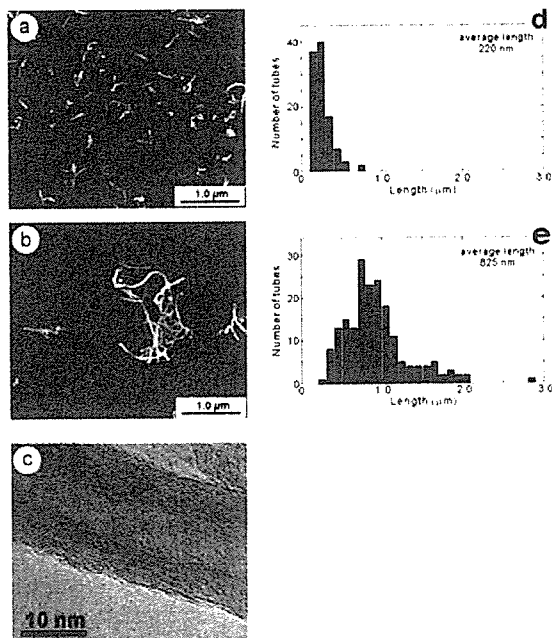 a
1.0 µm
b
1.0 µm
c
10 nm
d
average length
220 nm
Number of tubes
40
20
0
0
1.0
2.0
3.0
Length (µm)
e
average length
825 nm
Number of tubes
30
20
10
0
0
1.0
2.0
3.0
Length (µm)